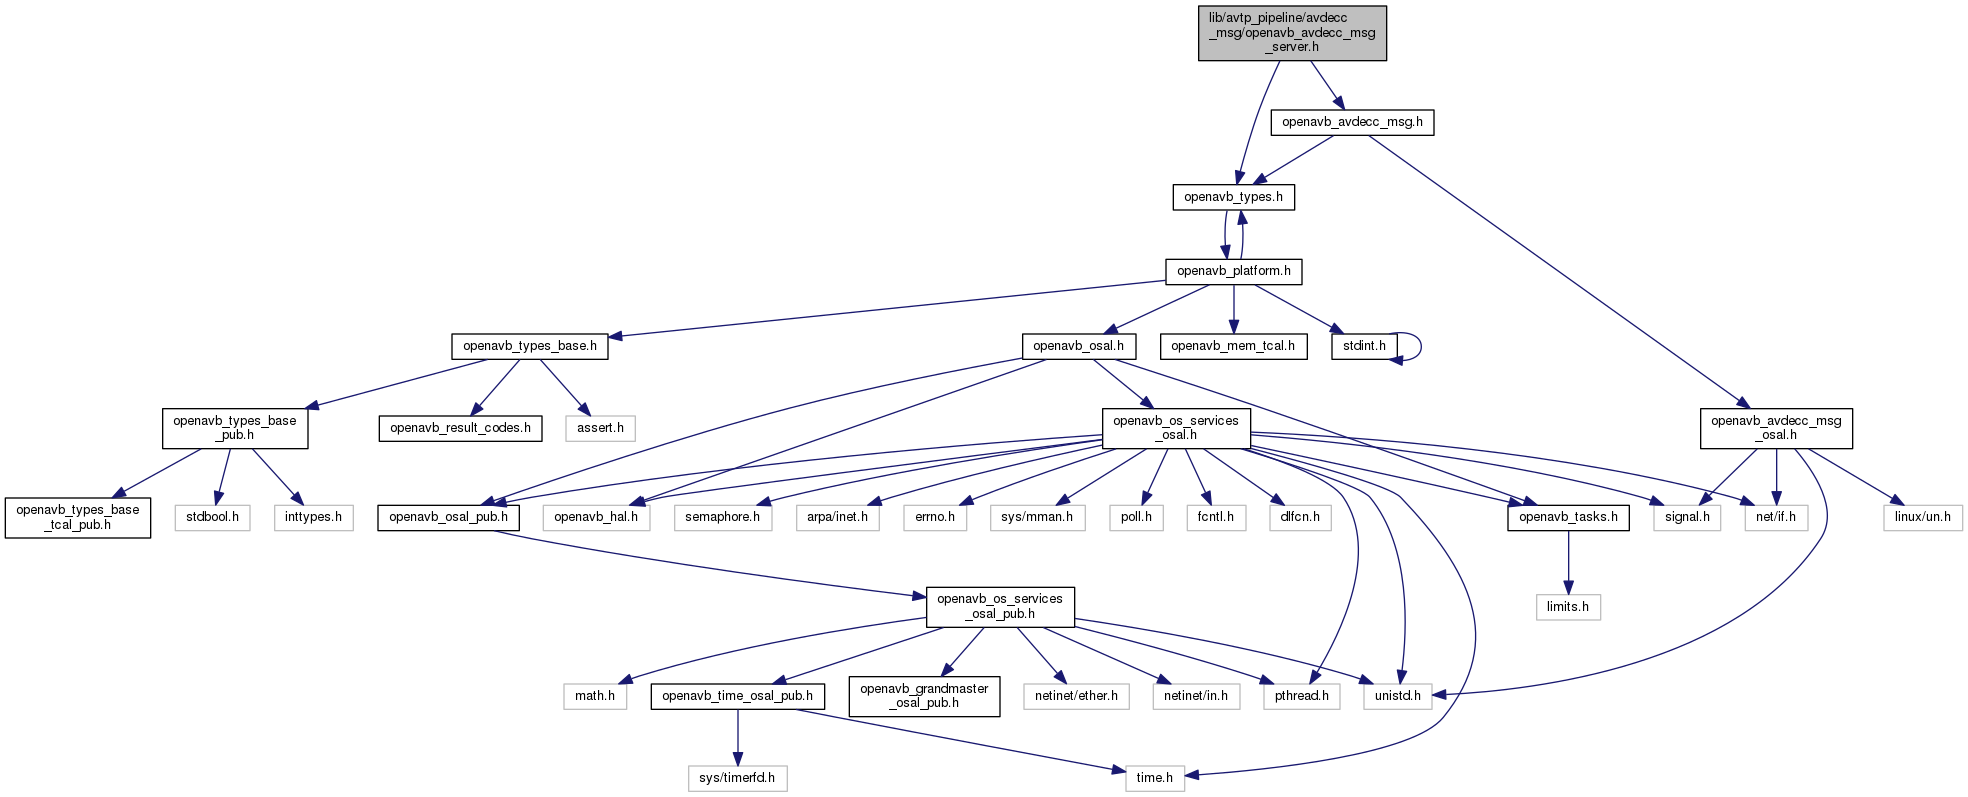 lib/avtp_pipeline/avdecc
_msg/openavb_avdecc_msg
_server.h
openavb_avdecc_msg.h
openavb_types.h
openavb_platform.h
openavb_types_base.h
openavb_osal.h
openavb_mem_tcal.h
stdint.h
openavb_types_base
_pub.h
openavb_result_codes.h
assert.h
openavb_os_services
_osal.h
openavb_avdecc_msg
_osal.h
openavb_types_base
_tcal_pub.h
stdbool.h
inttypes.h
openavb_osal_pub.h
openavb_hal.h
semaphore.h
arpa/inet.h
errno.h
sys/mman.h
poll.h
fcntl.h
dlfcn.h
openavb_tasks.h
signal.h
net/if.h
linux/un.h
openavb_os_services
_osal_pub.h
limits.h
math.h
openavb_time_osal_pub.h
openavb_grandmaster
_osal_pub.h
netinet/ether.h
netinet/in.h
pthread.h
unistd.h
sys/timerfd.h
time.h